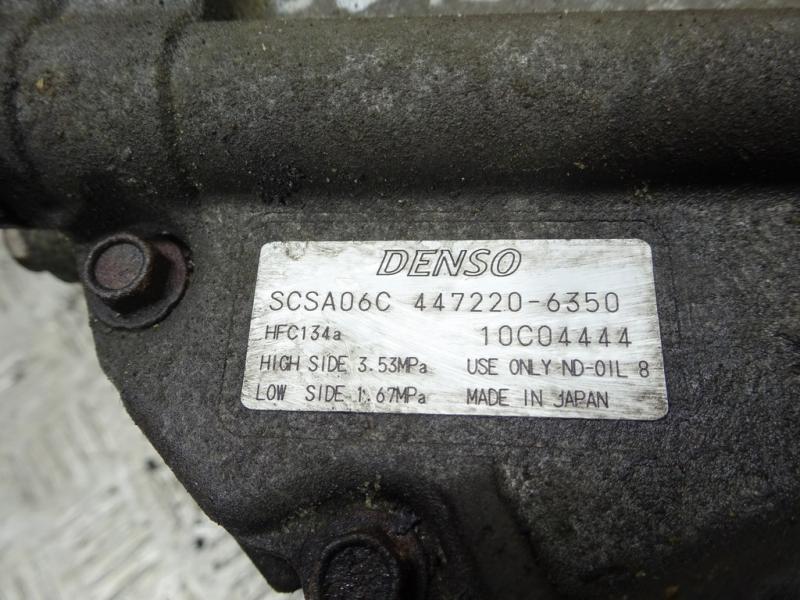 DENSO
SCSA06C 447220-6350
HFC134a 10C04444
HIGH SIDE 3.53MPa USE ONLY ND-OIL 8
LOW SIDE 1.67MPa MADE IN JAPAN